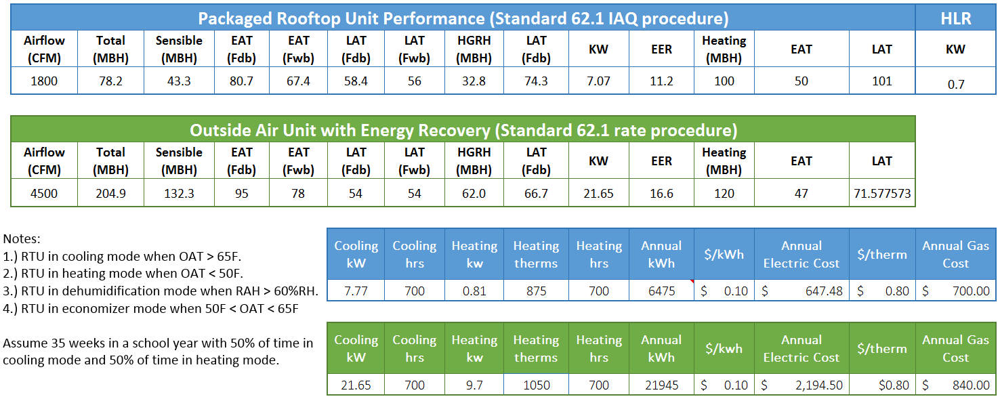 Packaged Rooftop Unit Performance (Standard 62.1 IAQ procedure) HLR
Airflow (CFM) Total (MBH) Sensible (MBH) EAT (Fdb) EAT (Fwb) LAT (Fdb) LAT (Fwb) HGRH (MBH) LAT (Fdb) KW EER Heating (MBH) EAT LAT KW
1800 78.2 43.3 80.7 67.4 58.4 56 32.8 74.3 7.07 11.2 100 50 101 0.7
Outside Air Unit with Energy Recovery (Standard 62.1 rate procedure)
Airflow (CFM) Total (MBH) Sensible (MBH) EAT (Fdb) EAT (Fwb) LAT (Fdb) LAT (Fwb) HGRH (MBH) LAT (Fdb) KW EER Heating (MBH) EAT LAT
4500 204.9 132.3 95 78 54 54 62.0 66.7 21.65 16.6 120 47 71.577573
Notes:
1.) RTU in cooling mode when OAT > 65F.
2.) RTU in heating mode when OAT < 50F.
3.) RTU in dehumidification mode when RAH > 60%RH.
4.) RTU in economizer mode when 50F < OAT < 65F
Assume 35 weeks in a school year with 50% of time in
cooling mode and 50% of time in heating mode.
Cooling kW Cooling hrs Heating kw Heating therms Heating hrs Annual kWh $/kWh Annual Electric Cost $/therm Annual Gas Cost
7.77 700 0.81 875 700 6475 $ 0.10 $ 647.48 $ 0.80 $ 700.00
Cooling kW Cooling hrs Heating kw Heating therms Heating hrs Annual kWh $/kwh Annual Electric Cost $/therm Annual Gas Cost
21.65 700 9.7 1050 700 21945 $ 0.10 $ 2,194.50 $0.80 $ 840.00